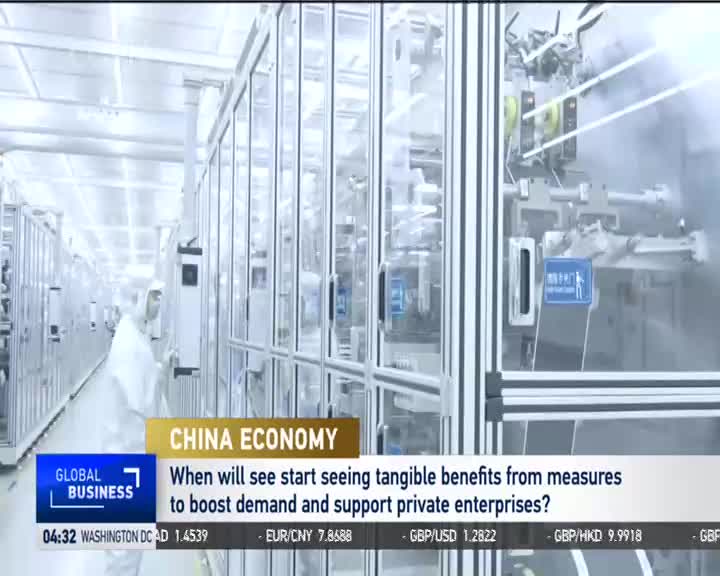 CHINA ECONOMY
GLOBAL
BUSINESS
When will see start seeing tangible benefits from measures
to boost demand and support private enterprises?
04:32 WASHINGTON DC
AD 1.4539 - EUR/CNY 7.8688 - GBP/USD 1.2822 - GBP/HKD 9.9918 - GBF